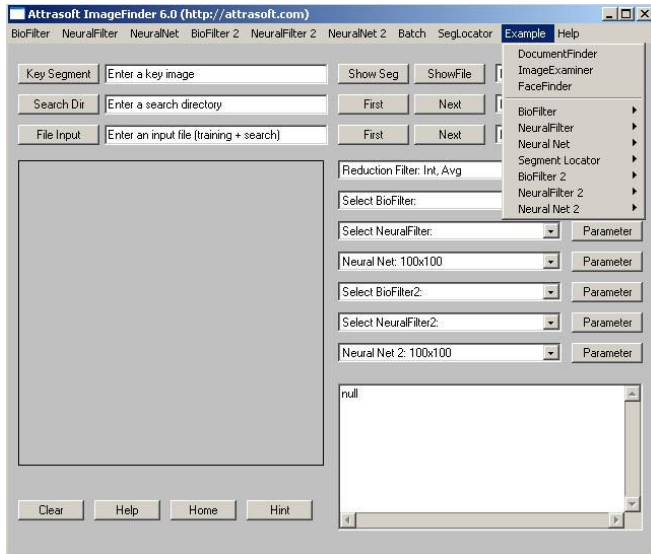 Attrasoft ImageFinder 6.0 (http://attrasoft.com)
BioFilter NeuralFilter NeuralNet BioFilter 2 NeuralFilter 2 NeuralNet 2 Batch SegLocator Example Help
DocumentFinder
ImageExaminer
FaceFinder
BioFilter
NeuralFilter
Neural Net
Segment Locator
BioFilter 2
NeuralFilter 2
Neural Net 2
Key Segment Enter a key image Show Seg ShowFile
Search Dir Enter a search directory First Next
File Input Enter an input file (training + search) First Next
Reduction Filter: Int, Avg
Select BioFilter:
Select NeuralFilter: Parameter
Neural Net: 100x100 Parameter
Select BioFilter2: Parameter
Select NeuralFilter2: Parameter
Neural Net 2: 100x100 Parameter
null
Clear Help Home Hint